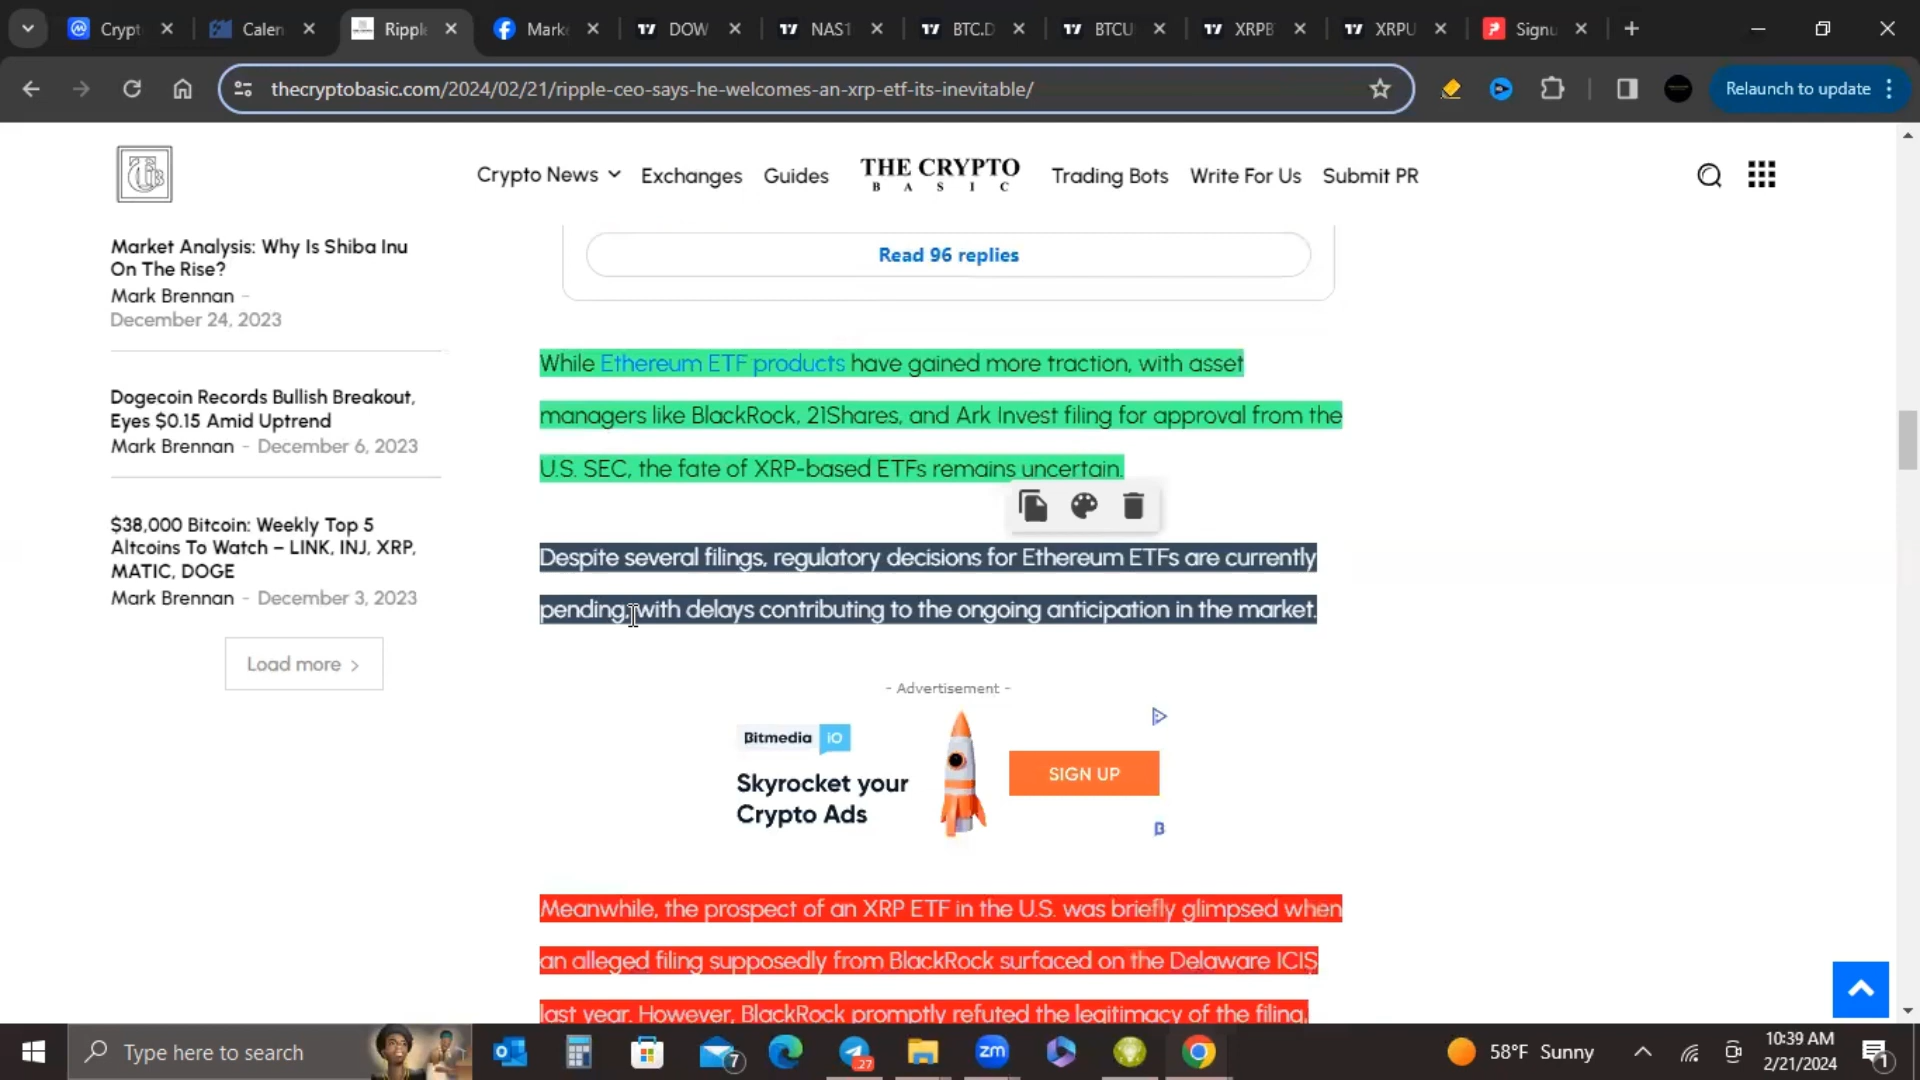 Crypt
Calen
Ripple
Mark
DOW
NAS1
BTC.D
BTCU
XRPB
XRPU
Signu
thecryptobasic.com/2024/02/21/ripple-ceo-says-he-welcomes-an-xrp-etf-its-inevitable/
Relaunch to update
Crypto News
Exchanges
Guides
THE CRYPTO
BASIC
Trading Bots
Write For Us
Submit PR
Market Analysis: Why Is Shiba Inu
On The Rise?
Mark Brennan -
December 24, 2023
Dogecoin Records Bullish Breakout,
Eyes $0.15 Amid Uptrend
Mark Brennan - December 6, 2023
$38,000 Bitcoin: Weekly Top 5
Altcoins To Watch – LINK, INJ, XRP,
MATIC, DOGE
Mark Brennan - December 3, 2023
Load more >
Read 96 replies
While Ethereum ETF products have gained more traction, with asset
managers like BlackRock, 21Shares, and Ark Invest filing for approval from the
U.S. SEC, the fate of XRP-based ETFs remains uncertain.
Despite several filings, regulatory decisions for Ethereum ETFs are currently
pending, with delays contributing to the ongoing anticipation in the market.
- Advertisement -
Bitmedia iO
Skyrocket your
Crypto Ads
SIGN UP
Meanwhile, the prospect of an XRP ETF in the U.S. was briefly glimpsed when
an alleged filing supposedly from BlackRock surfaced on the Delaware ICIS
last year. However, BlackRock promptly refuted the legitimacy of the filing,
Type here to search
7
27
zm
58°F Sunny
10:39 AM
2/21/2024
1